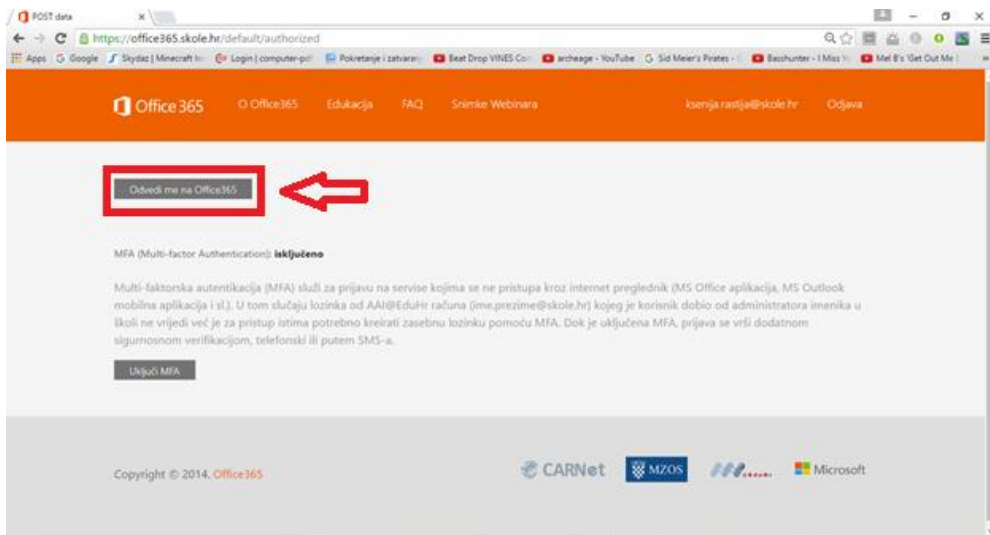 POST data
https://office365.skole.hr/default/authorized
Apps Google Skydaz | Minecraft Login | computer-pdf Pokretanje i zatvaran Beat Drop VINES archeage - YouTube Sid Meier's Pirates - Basshunter - I Miss Mel B's 'Get Out Me
Office 365 O Office365 Edukacija FAQ Snimke Webinara ksenija.rastija@skole.hr Odjava
Odvedi me na Office365
MFA (Multi-factor Authentication): isključeno
Multi-faktorska autentikacija (MFA) služi za prijavu na servise kojima se ne pristupa kroz internet preglednik (MS Office aplikacija, MS Outlook
mobilna aplikacija i sl.). U tom slučaju lozinka od AAI@EduHr računa (ime.prezime@skole.hr) kojeg je korisnik dobio od administratora imenika u
školi ne vrijedi već je za pristup istima potrebno kreirati zasebnu lozinku pomoću MFA. Dok je uključena MFA, prijava se vrši dodatnom
sigurnosnom verifikacijom, telefonski ili putem SMS-a.
Uključi MFA
Copyright © 2014. Office365 CARNet MZOS Microsoft